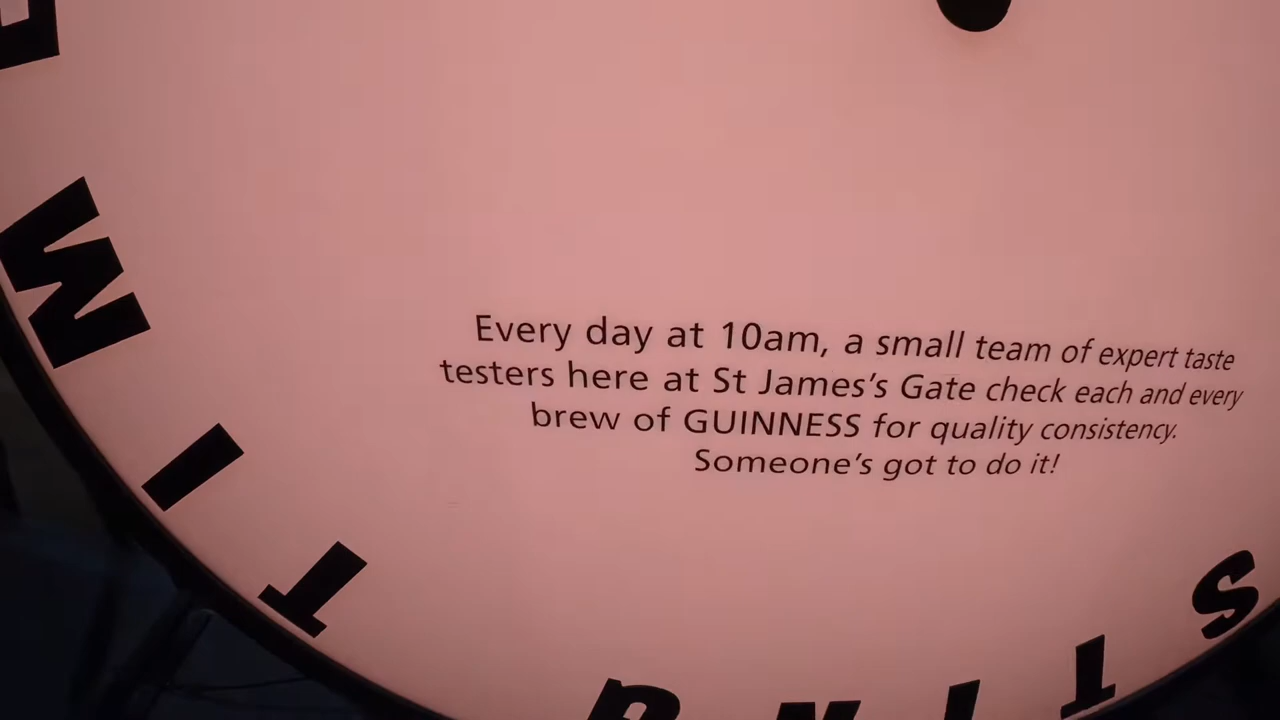 Every day at 10am, a small team of expert taste
testers here at St James's Gate check each and every
brew of GUINNESS for quality consistency.
Someone's got to do it!